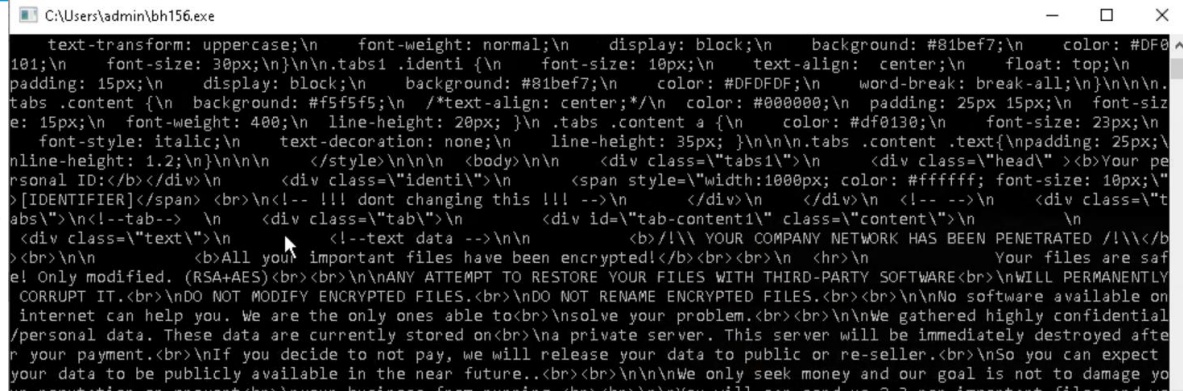 C:\Users\admin\bh156.exe
text-transform: uppercase;\n    font-weight: normal;\n    display: block;\n    background: #81bef7;\n    color: #DF0
101;\n    font-size: 30px;\n}\n\n.tabs1 .identi {\n    font-size: 10px;\n    text-align:  center;\n    float: top;\n
padding: 15px;\n    display: block;\n    background: #81bef7;\n    color: #DFDFDF;\n    word-break: break-all;\n}\n\n\n.
tabs .content {\n  background: #f5f5f5;\n  /*text-align: center;*/\n  color: #000000;\n  padding: 25px 15px;\n  font-siz
e: 15px;\n  font-weight: 400;\n  line-height: 20px; }\n .tabs .content a {\n    color: #df0130;\n    font-size: 23px;\n
font-style: italic;\n    text-decoration: none;\n    line-height: 35px; }\n\n\n.tabs .content .text{\npadding: 25px;\
nline-height: 1.2;\n}\n\n\n    </style>\n\n\n  <body>\n\n    <div class=\"tabs1\">\n      <div class=\"head\" ><b>Your pe
rsonal ID:</b></div>\n      <div class=\"identi\">\n        <span style=\"width:1000px; color: #ffffff; font-size: 10px;\"
>[IDENTIFIER]</span> <br>\n<!-- !!! dont changing this !!! -->\n      </div>\n    </div>\n  <!-- -->\n    <div class=\"t
abs\">\n<!--tab-->  \n    <div class=\"tab\">\n        <div id=\"tab-content1\" class=\"content\">\n        \n
<div class=\"text\">\n          <!--text data -->\n\n          <b>/!\\ YOUR COMPANY NETWORK HAS BEEN PENETRATED /!\\</b
><br>\n\n          <b>All your important files have been encrypted!</b><br><br>\n  <hr>\n             Your files are saf
e! Only modified. (RSA+AES)<br><br>\n\nANY ATTEMPT TO RESTORE YOUR FILES WITH THIRD-PARTY SOFTWARE<br>\nWILL PERMANENTLY
CORRUPT IT.<br>\nDO NOT MODIFY ENCRYPTED FILES.<br>\nDO NOT RENAME ENCRYPTED FILES.<br><br>\n\nNo software available on
internet can help you. We are the only ones able to<br>\nsolve your problem.<br><br>\n\nWe gathered highly confidential
/personal data. These data are currently stored on<br>\na private server. This server will be immediately destroyed afte
r your payment.<br>\nIf you decide to not pay, we will release your data to public or re-seller.<br>\nSo you can expect
your data to be publicly available in the near future..<br><br>\n\nWe only seek money and our goal is not to damage yo